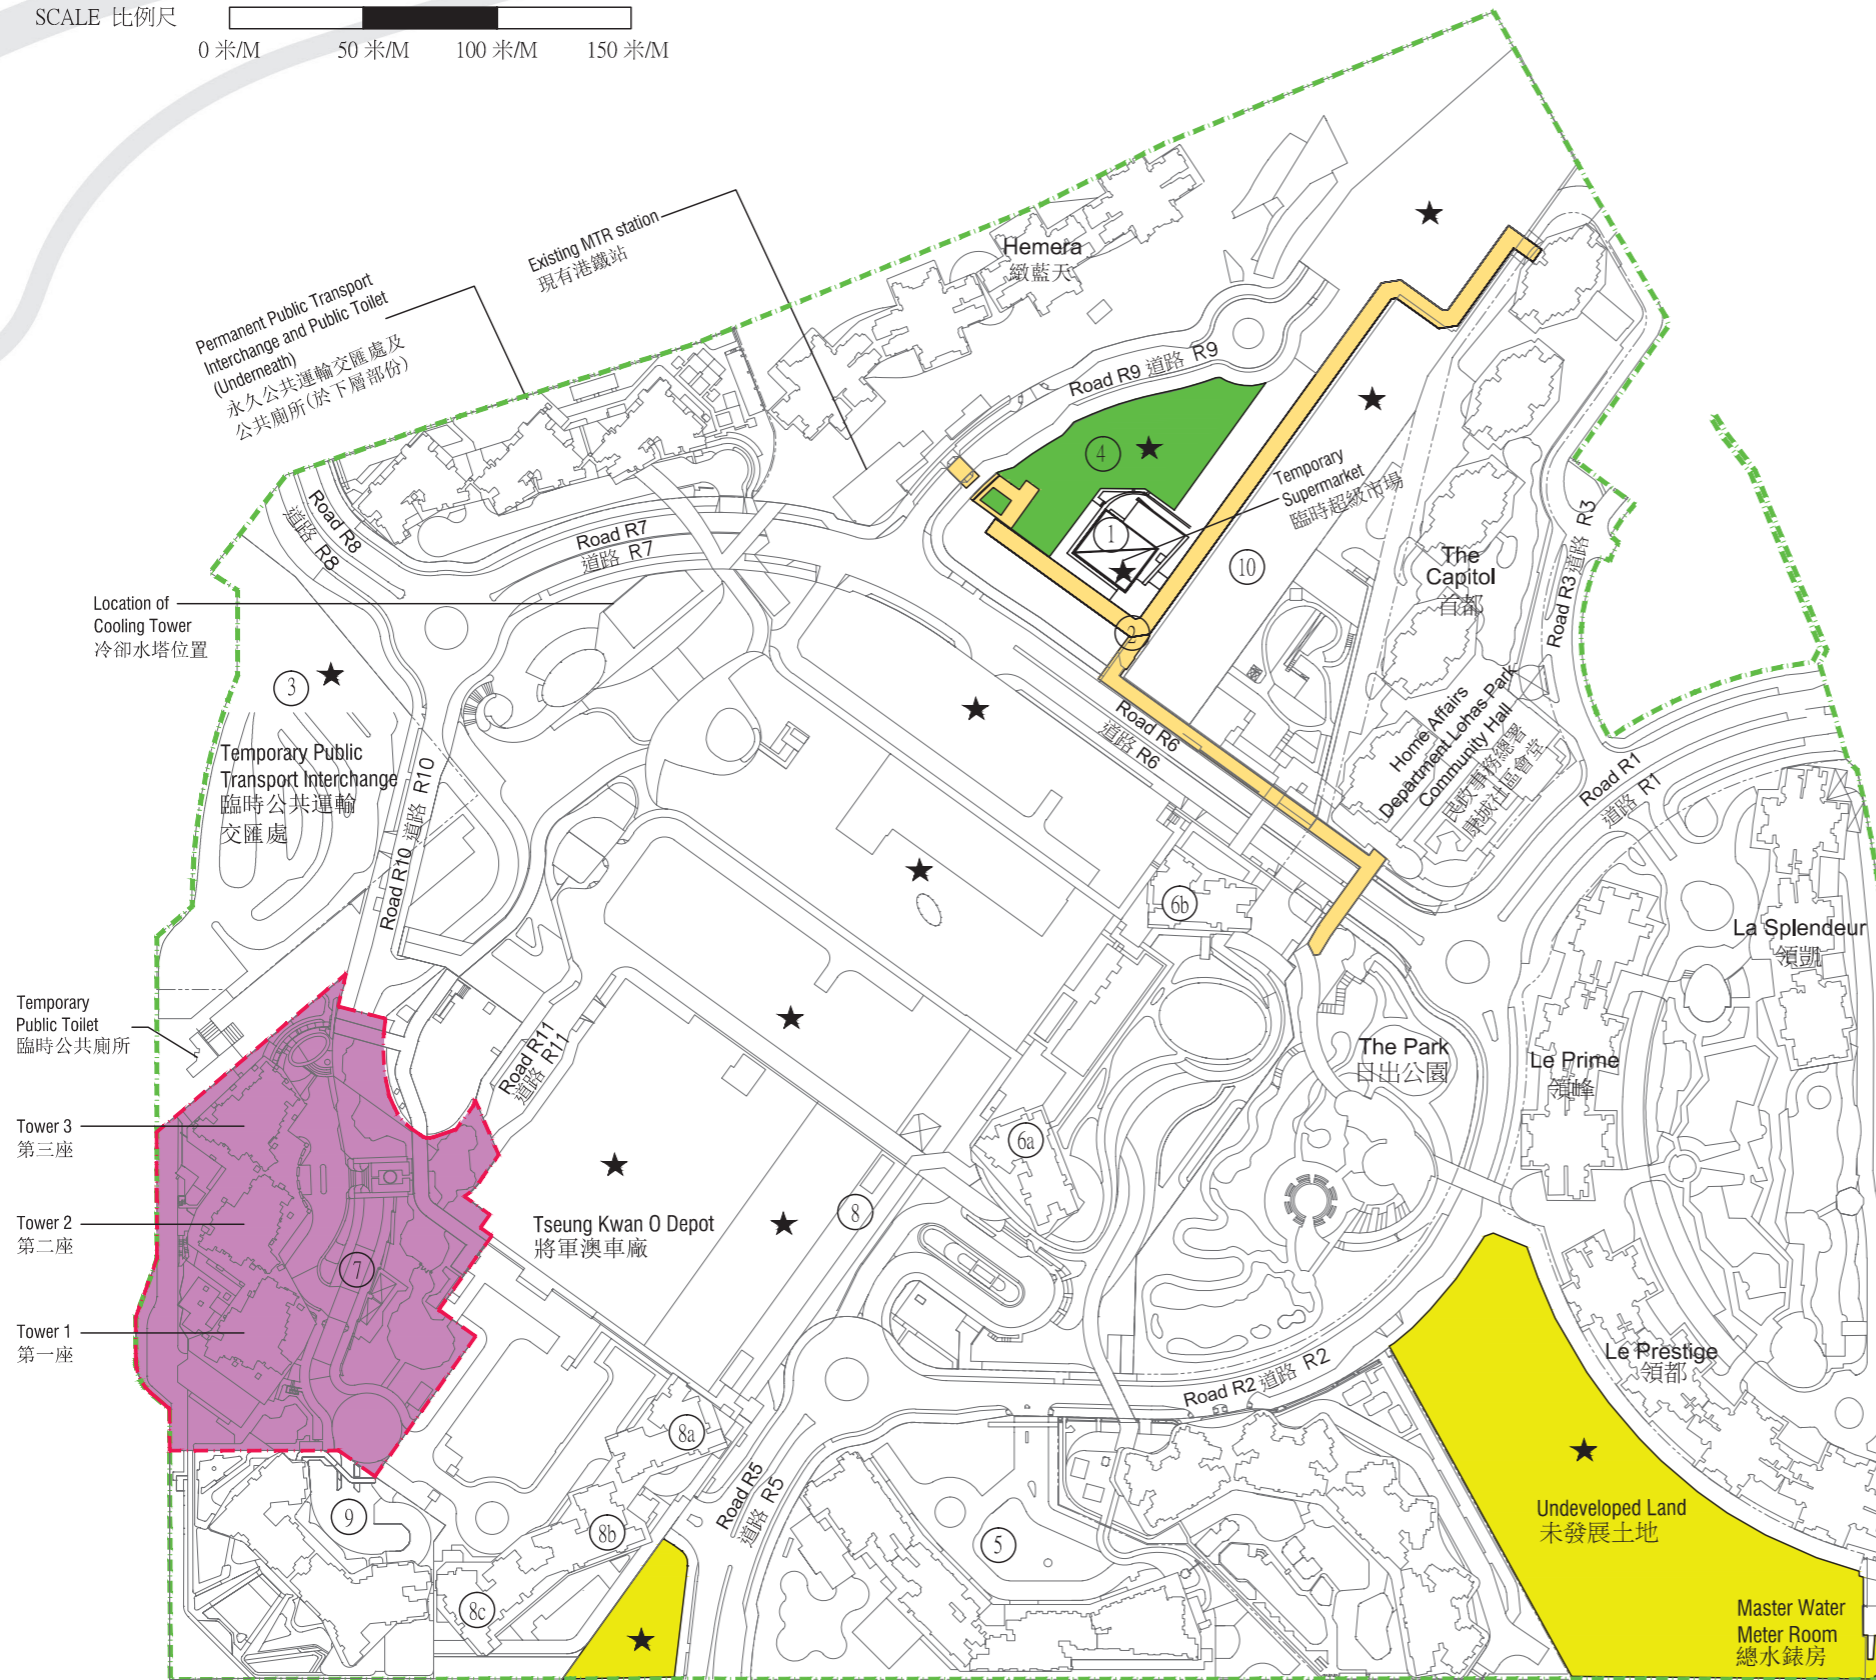 SCALE 比例尺
0 米/M 50 米/M 100 米/M 150 米/M
Existing MTR station
現有港鐵站
Hemera
緻藍天
Permanent Public Transport
Interchange and Public Toilet
(Underneath)
永久公共運輸交匯處及
公共廁所(於下層部份)
Road R9 道路 R9
4
Temporary
Supermarket
臨時超級市場
Road R8
道路 R8
Road R7
道路 R7
1
10
The
Capitol
首都
Road R3 道路 R3
Location of
Cooling Tower
冷卻水塔位置
2
3
Road R6
道路 R6
Home Affairs
Department Lohas Park
Community Hall
民政事務總署
康城社區會堂
Temporary Public
Transport Interchange
臨時公共運輸
交匯處
Road R10 道路 R10
Road R1
道路 R1
6b
La Splendeur
領凱
Temporary
Public Toilet
臨時公共廁所
Road R11
道路 R11
The Park
日出公園
Le Prime
領峰
Tower 3
第三座
6a
Tower 2
第二座
Tseung Kwan O Depot
將軍澳車廠
8
7
Tower 1
第一座
Le Prestige
領都
Road R2 道路 R2
8a
Road R5
道路 R5
9
8b
5
Undeveloped Land
未發展土地
8c
Master Water
Meter Room
總水錶房